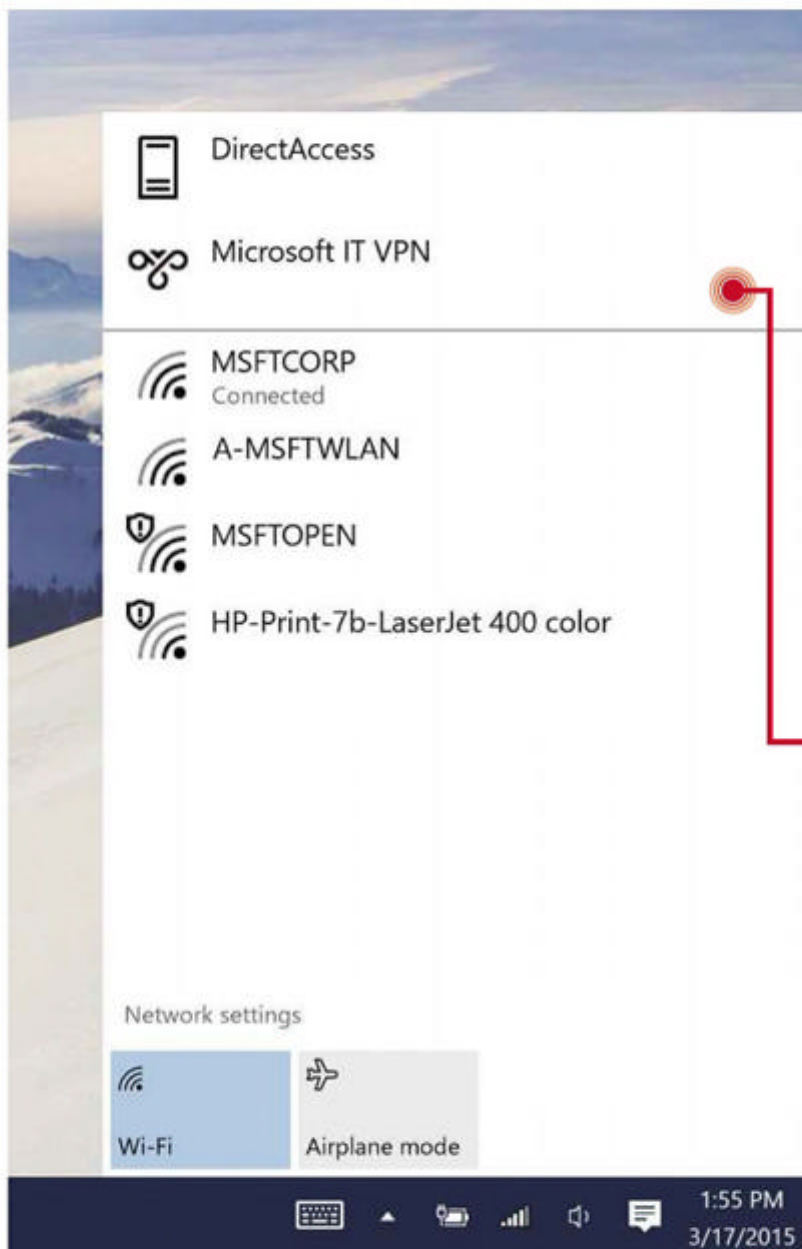 DirectAccess
Microsoft IT VPN
MSFTCORP
Connected
A-MSFTWLAN
MSFTOPEN
HP-Print-7b-LaserJet 400 color
Network settings
Wi-Fi
Airplane mode
1:55 PM
3/17/2015